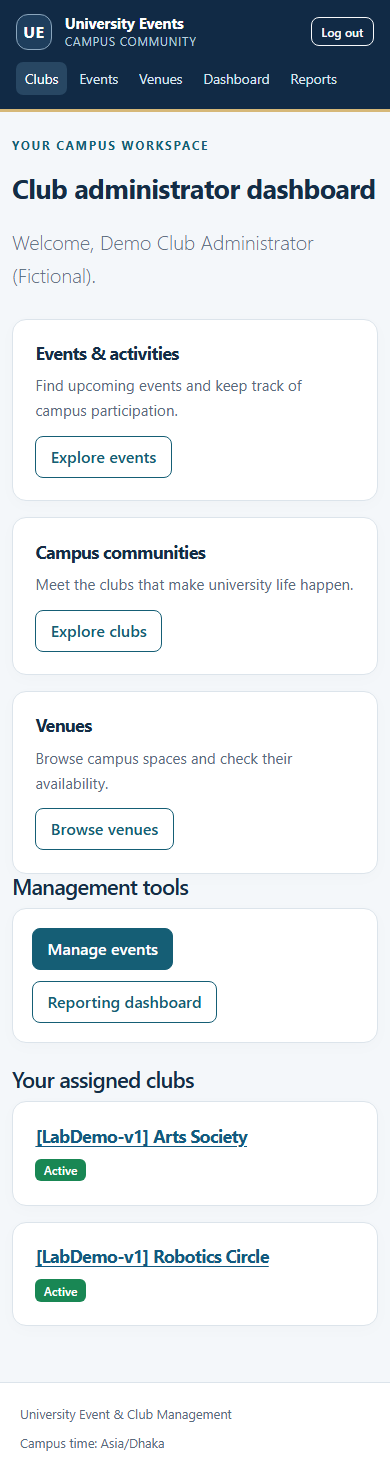 UE
University Events
CAMPUS COMMUNITY
Log out
Clubs Events Venues Dashboard Reports
YOUR CAMPUS WORKSPACE
Club administrator dashboard
Welcome, Demo Club Administrator
(Fictional).
Events & activities
Find upcoming events and keep track of
campus participation.
Explore events
Campus communities
Meet the clubs that make university life happen.
Explore clubs
Venues
Browse campus spaces and check their
availability.
Browse venues
Management tools
Manage events
Reporting dashboard
Your assigned clubs
[LabDemo-v1] Arts Society
Active
[LabDemo-v1] Robotics Circle
Active
University Event & Club Management
Campus time: Asia/Dhaka